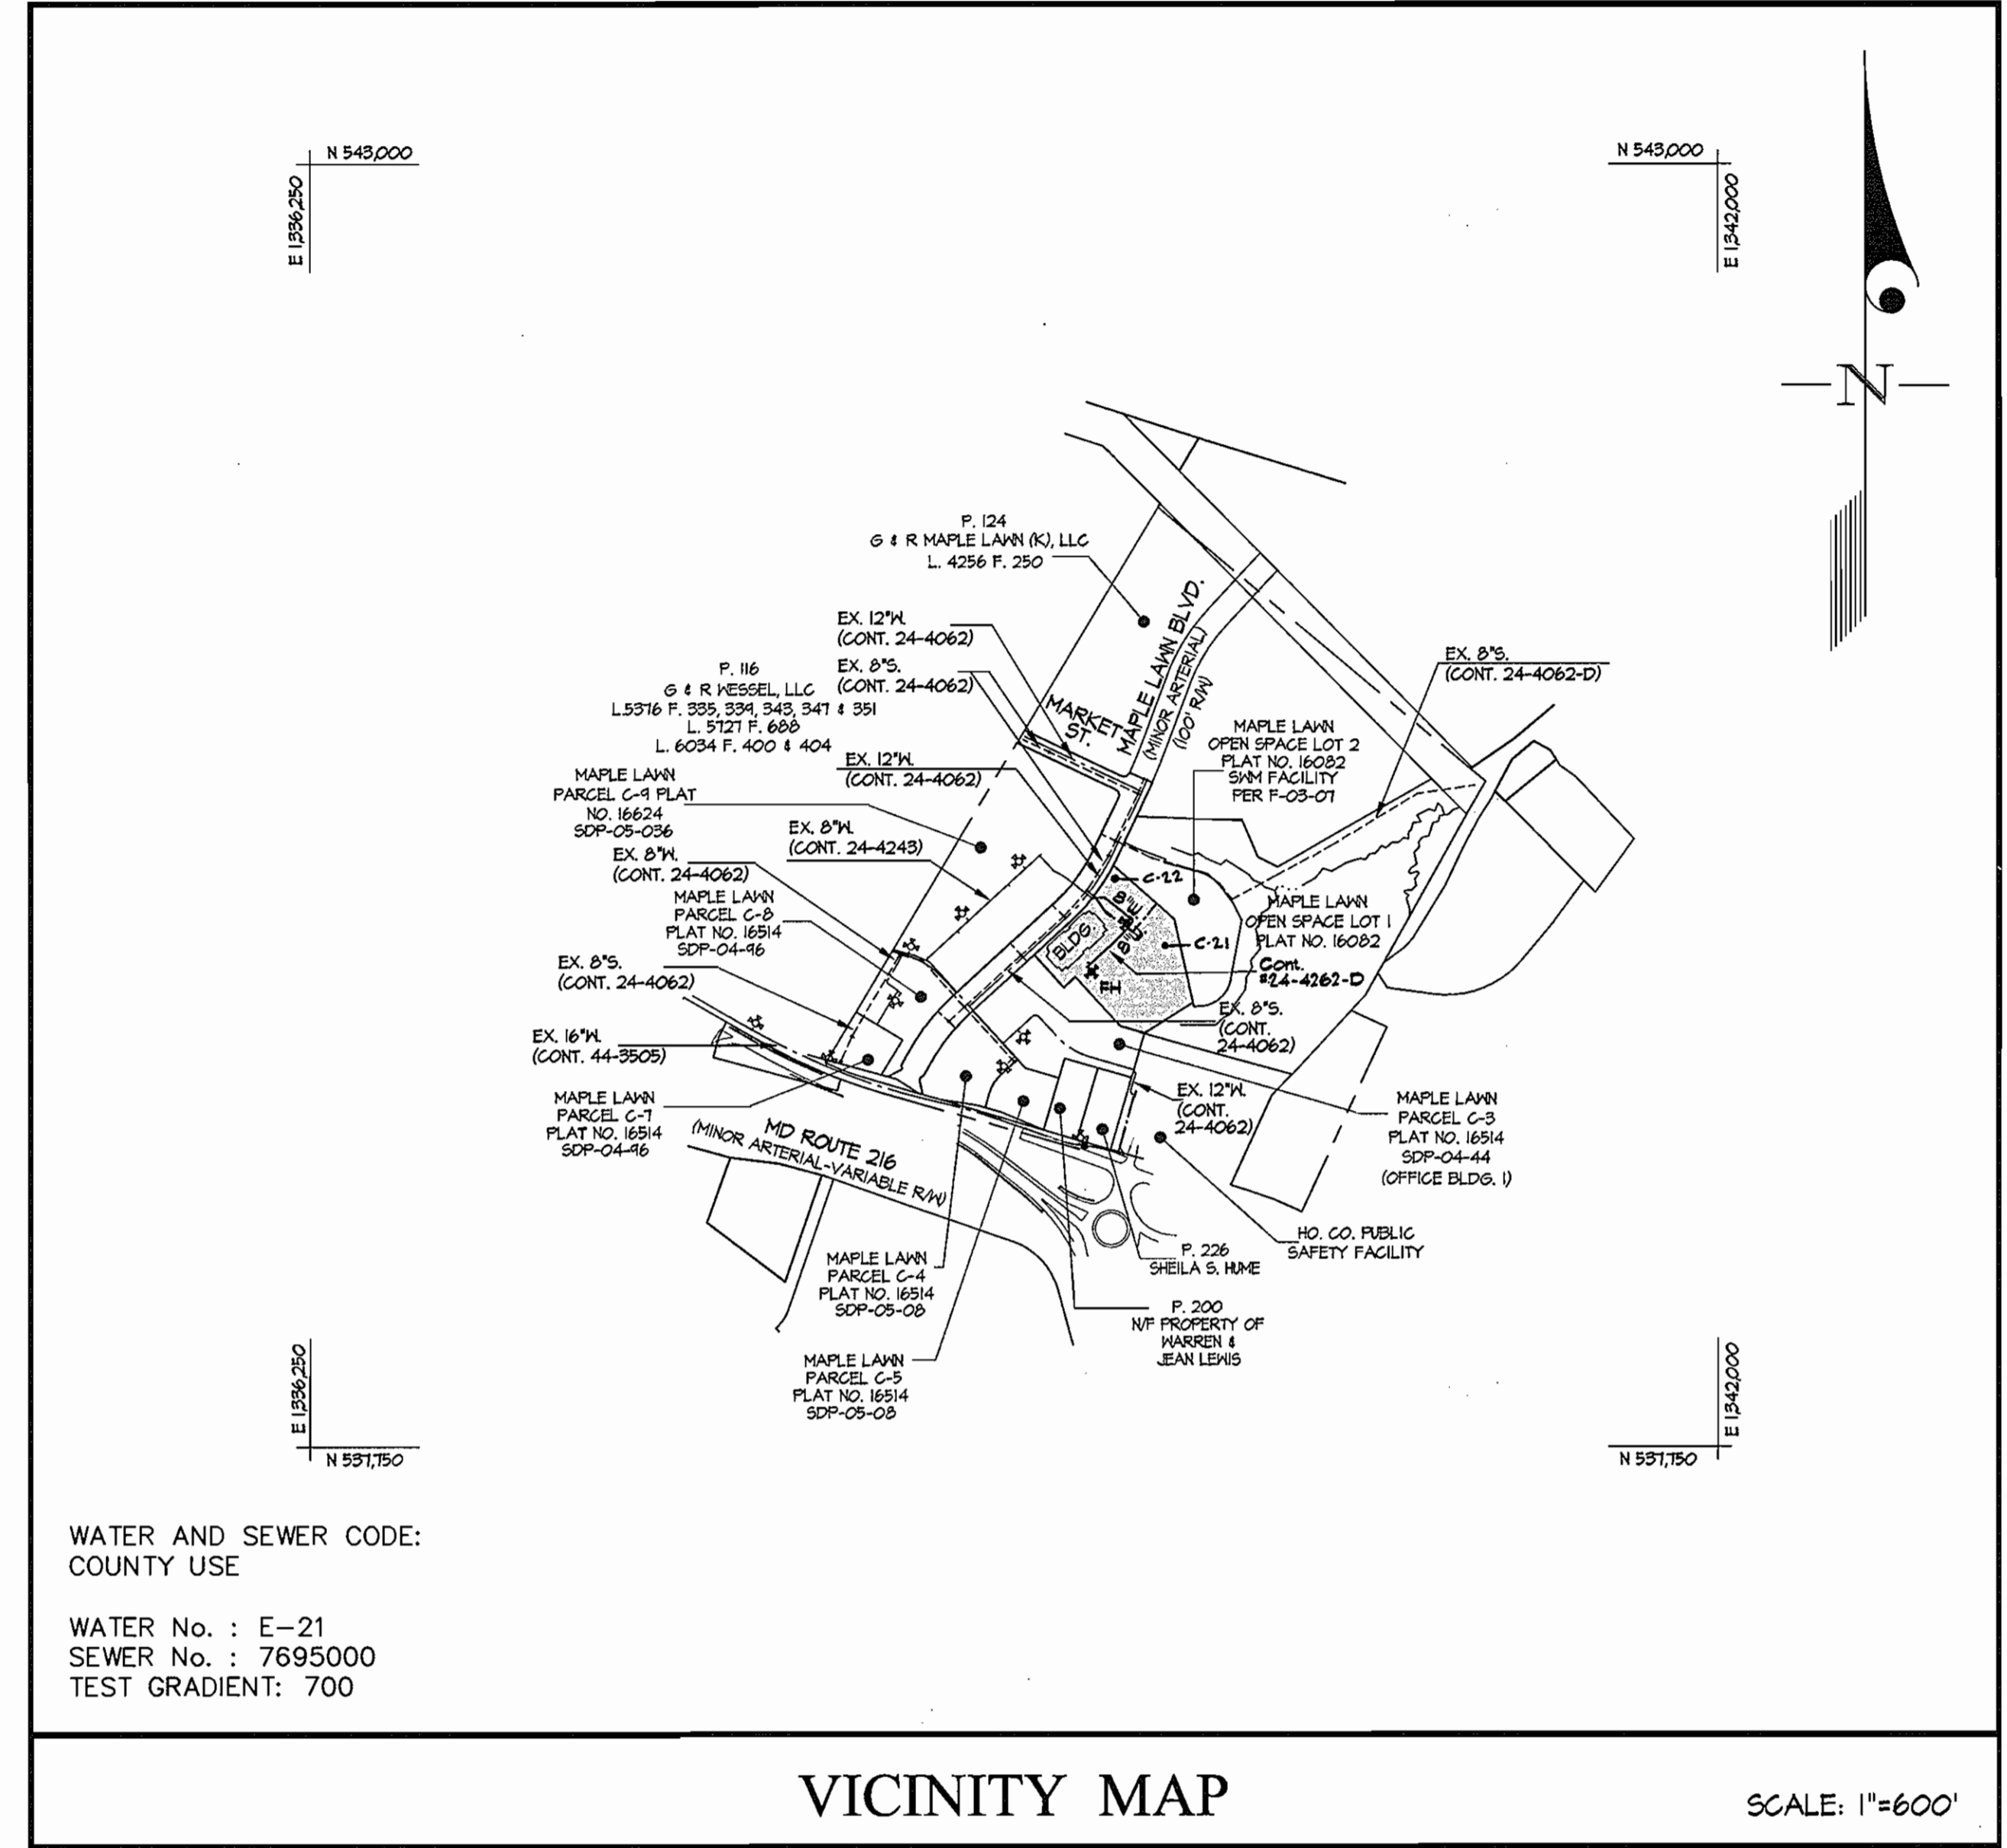 N 543,000
E 1,336,250
N 543,000
E 1,342,000
N
P. 124
G & R MAPLE LAWN (K), LLC
L. 4256 F. 250
EX. 12"W.
(CONT. 24-4062)
EX. 8"S.
(CONT. 24-4062)
P. 116
G & R WESSEL, LLC
L.5376 F. 335, 339, 343, 347 & 351
L. 5727 F. 688
L. 6034 F. 400 & 404
MARKET
ST.
MAPLE LAWN BLVD.
(MINOR ARTERIAL)
(100' R/W)
EX. 8"S.
(CONT. 24-4062-D)
MAPLE LAWN
OPEN SPACE LOT 2
PLAT NO. 16082
SWM FACILITY
PER F-03-07
EX. 12"W.
(CONT. 24-4062)
MAPLE LAWN
PARCEL C-9 PLAT
NO. 16624
SDP-05-036
EX. 8"W.
(CONT. 24-4243)
EX. 8"W.
(CONT. 24-4062)
MAPLE LAWN
PARCEL C-8
PLAT NO. 16514
SDP-04-96
C-22
8"W.
8"S.
BLDG.
C-21
FH
MAPLE LAWN
OPEN SPACE LOT 1
PLAT NO. 16082
Cont.
#24-4262-D
EX. 8"S.
(CONT. 24-4062)
EX. 8"S.
(CONT.
24-4062)
EX. 16"W.
(CONT. 44-3505)
MAPLE LAWN
PARCEL C-7
PLAT NO. 16514
SDP-04-96
MD ROUTE 216
(MINOR ARTERIAL-VARIABLE R/W)
EX. 12"W.
(CONT.
24-4062)
MAPLE LAWN
PARCEL C-3
PLAT NO. 16514
SDP-04-44
(OFFICE BLDG. 1)
HO. CO. PUBLIC
SAFETY FACILITY
P. 226
SHEILA S. HUME
MAPLE LAWN
PARCEL C-4
PLAT NO. 16514
SDP-05-08
P. 200
N/F PROPERTY OF
WARREN &
JEAN LEWIS
MAPLE LAWN
PARCEL C-5
PLAT NO. 16514
SDP-05-08
E 1,336,250
N 537,750
E 1,342,000
N 537,750
WATER AND SEWER CODE:
COUNTY USE
WATER No. : E-21
SEWER No. : 7695000
TEST GRADIENT: 700
VICINITY MAP
SCALE: 1"=600'